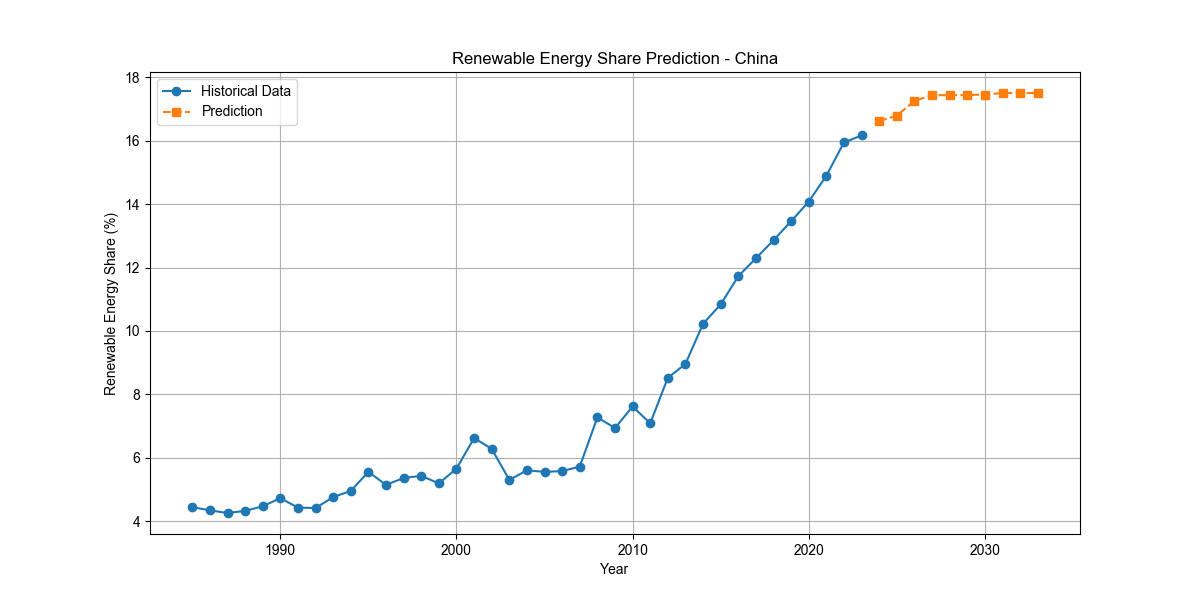 Renewable Energy Share Prediction - China
Historical Data
Prediction
Renewable Energy Share (%)
18
16
14
12
10
8
6
4
1990 2000 2010 2020 2030
Year